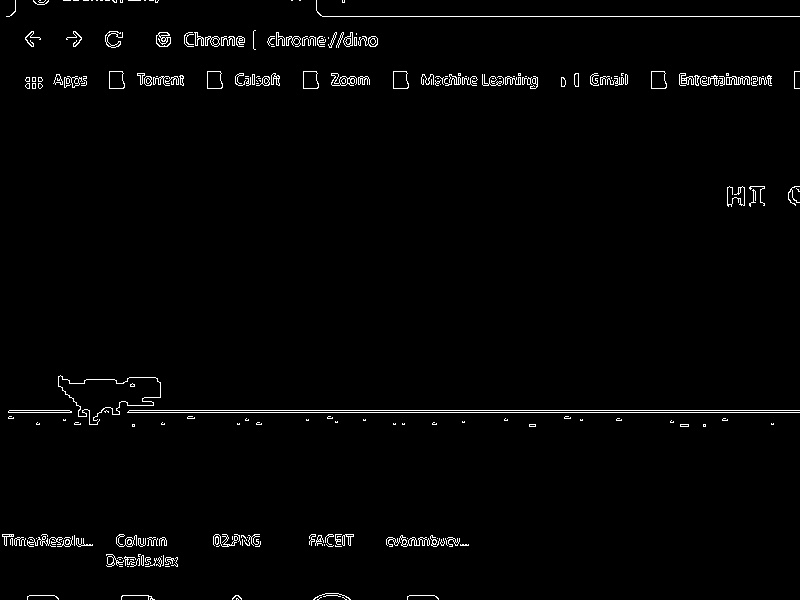 Chrome | chrome://dino
Apps Torrent Calsoft Zoom Machine Learning Gmail Entertainment
HI
TimerResolu... Column 02.PNG FACEIT cvbnmbvcv...
Details.xlsx